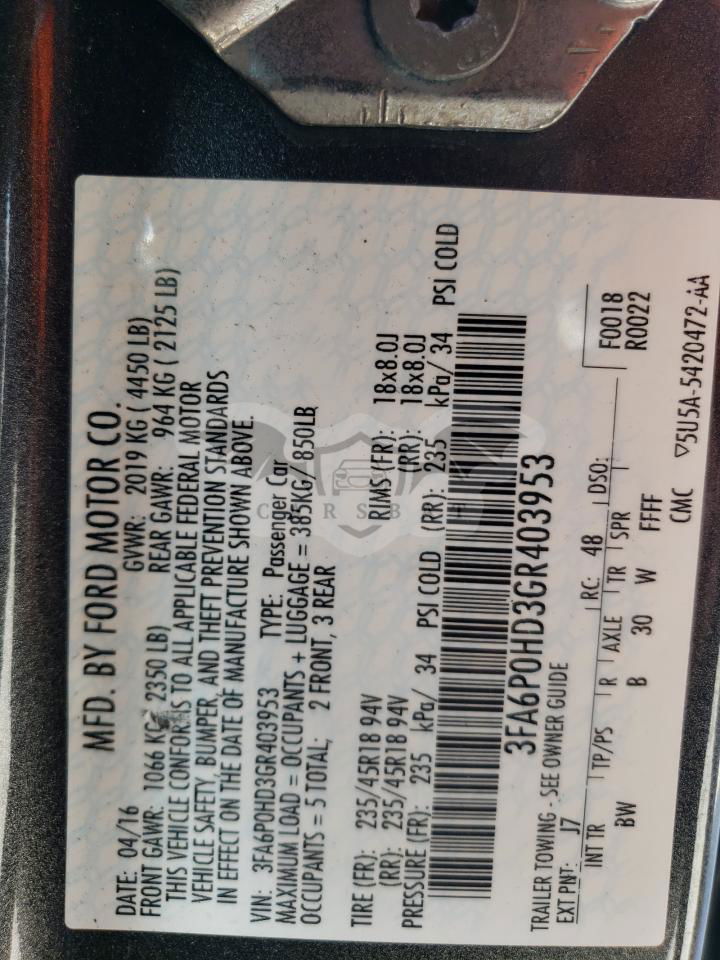 MFD. BY FORD MOTOR CO.
DATE: 04/16 GVWR: 2019 KG ( 4450 LB)
FRONT GAWR: 1066 KG 2350 LB) REAR GAWR: 964 KG ( 2125 LB)
THIS VEHICLE CONFORMS TO ALL APPLICABLE FEDERAL MOTOR
VEHICLE SAFETY, BUMPER, AND THEFT PREVENTION STANDARDS
IN EFFECT ON THE DATE OF MANUFACTURE SHOWN ABOVE.
VIN: 3FA6P0HD3GR403953 TYPE: Passenger Car
MAXIMUM LOAD = OCCUPANTS + LUGGAGE = 385KG / 850LB
OCCUPANTS = 5 TOTAL; 2 FRONT, 3 REAR
TIRE (FR): 235/45R18 94V RIMS (FR): 18x8.0J
(RR): 235/45R18 94V (RR): 18x8.0J
PRESSURE (FR): 235 kPa/ 34 PSI COLD (RR): 235 kPa/ 34 PSI COLD
3FA6P0HD3GR403953
TRAILER TOWING - SEE OWNER GUIDE
EXT PNT: J7 RC: 48 DSO: F0018
R0022
INT TR TP/PS R AXLE TR SPR
BW B 30 W FFFF
CMC ▽5U5A-5420472-AA
CARSBIT